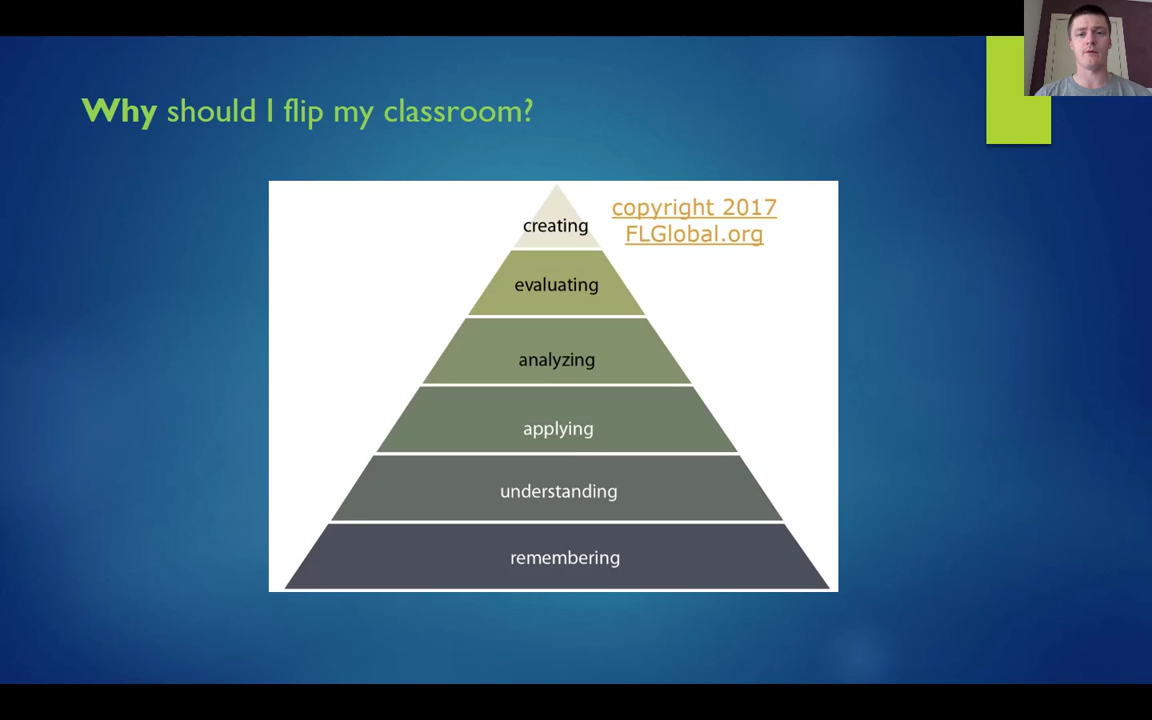 Why should I flip my classroom?
copyright 2017
FLGlobal.org
creating
evaluating
analyzing
applying
understanding
remembering